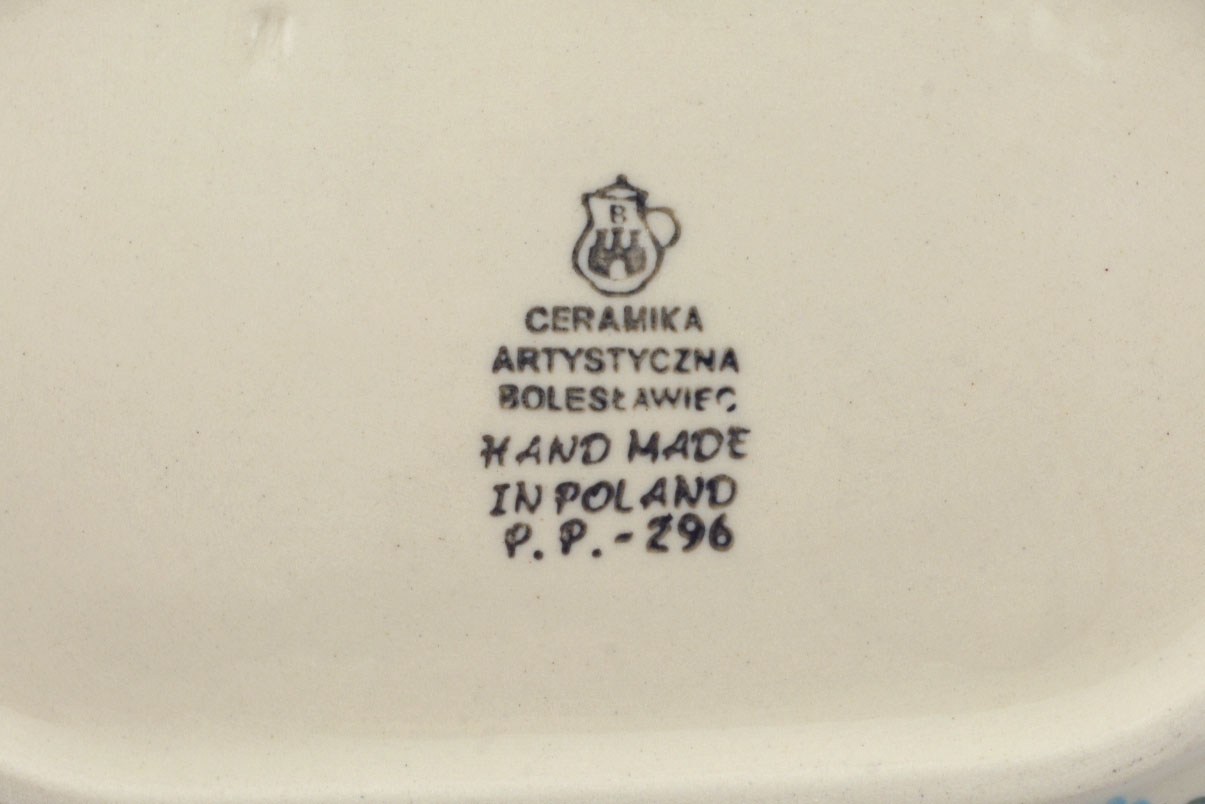 B
CERAMIKA
ARTYSTYCZNA
BOLESŁAWIEC
HAND MADE
IN POLAND
P. P. - 296